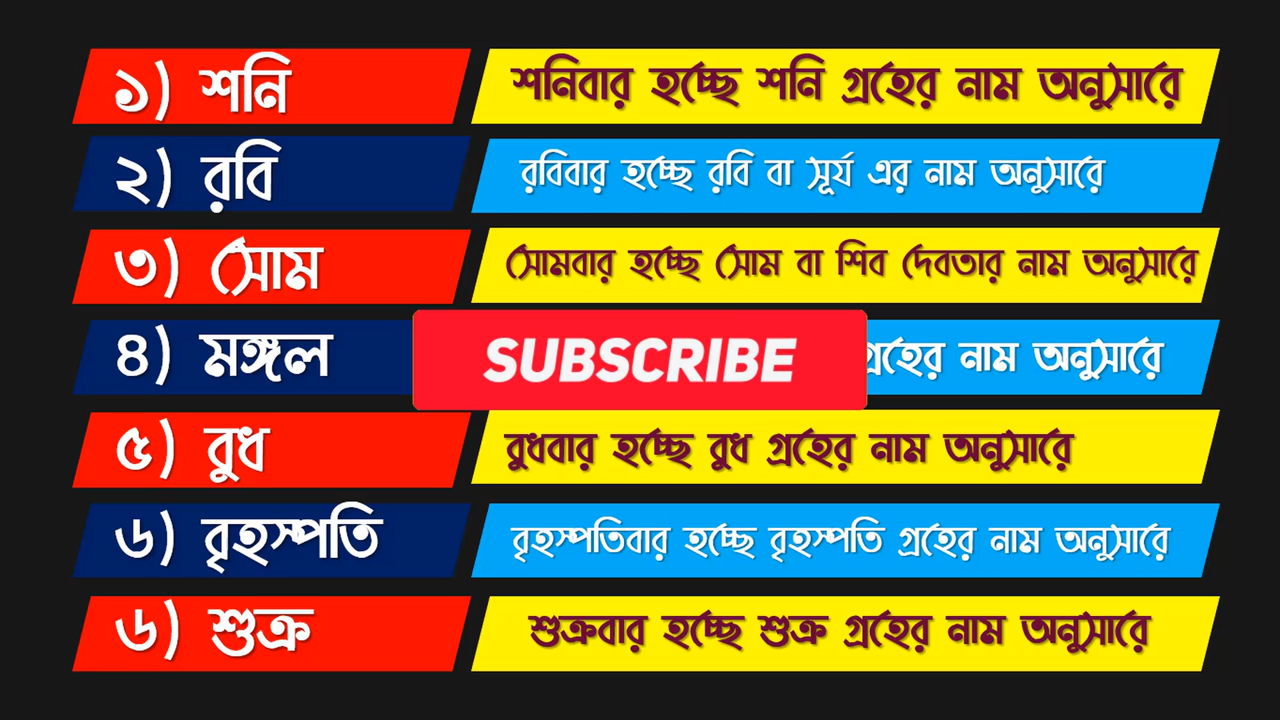 ১) শনি
শনিবার হচ্ছে শনি গ্রহের নাম অনুসারে
২) রবি
রবিবার হচ্ছে রবি বা সূর্য এর নাম অনুসারে
৩) সোম
সোমবার হচ্ছে সোম বা শিব দেবতার নাম অনুসারে
৪) মঙ্গল
SUBSCRIBE
গ্রহের নাম অনুসারে
৫) বুধ
বুধবার হচ্ছে বুধ গ্রহের নাম অনুসারে
৬) বৃহস্পতি
বৃহস্পতিবার হচ্ছে বৃহস্পতি গ্রহের নাম অনুসারে
৬) শুক্র
শুক্রবার হচ্ছে শুক্র গ্রহের নাম অনুসারে